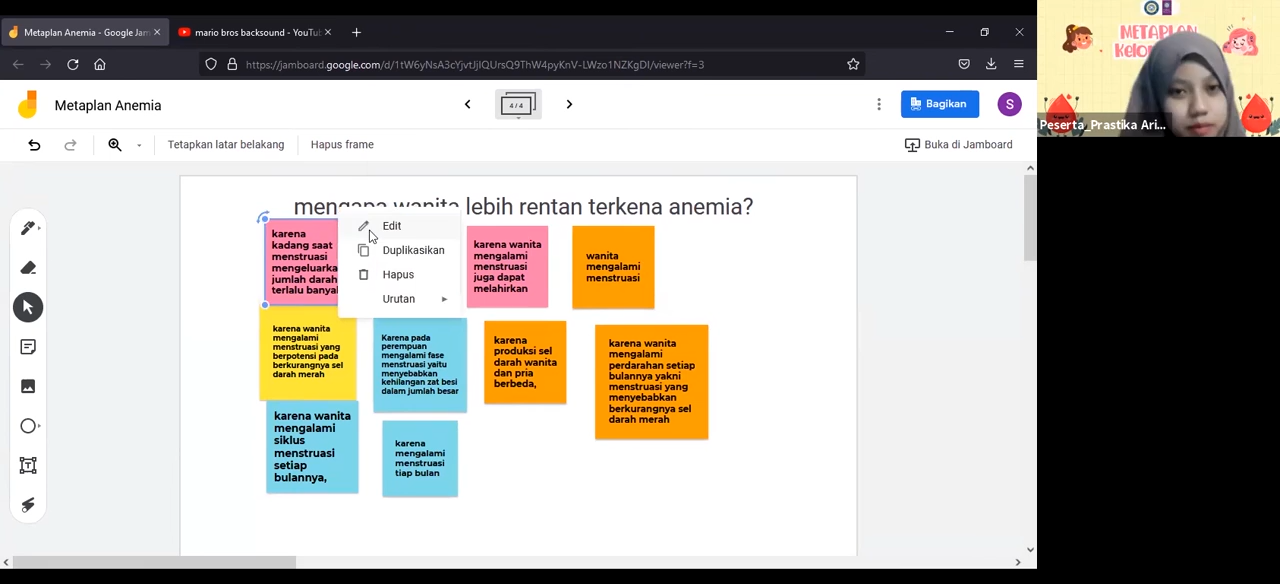 Metaplan Anemia - Google Jam
mario bros backsound - YouTub
https://jamboard.google.com/d/1tW6yNsA3cYjvtJjIQUrsQ9ThW4pyKnV-LWzo1NZKgDI/viewer?f=3
Metaplan Anemia
4/4
Bagikan
S
Tetapkan latar belakang
Hapus frame
Buka di Jamboard
mengapa wanita lebih rentan terkena anemia?
Edit
Duplikasikan
Hapus
Urutan
karena
kadang saat
menstruasi
mengeluarka
jumlah darah
terlalu banya
karena wanita
mengalami
menstruasi
juga dapat
melahirkan
wanita
mengalami
menstruasi
karena wanita
mengalami
menstruasi yang
berpotensi pada
berkurangnya sel
darah merah
Karena pada
perempuan
mengalami fase
menstruasi yaitu
menyebabkan
kehilangan zat besi
dalam jumlah besar
karena
produksi sel
darah wanita
dan pria
berbeda,
karena wanita
mengalami
perdarahan setiap
bulannya yakni
menstruasi yang
menyebabkan
berkurangnya sel
darah merah
karena wanita
mengalami
siklus
menstruasi
setiap
bulannya,
karena
mengalami
menstruasi
tiap bulan
METAPLAN
Peserta_Prastika Ari...